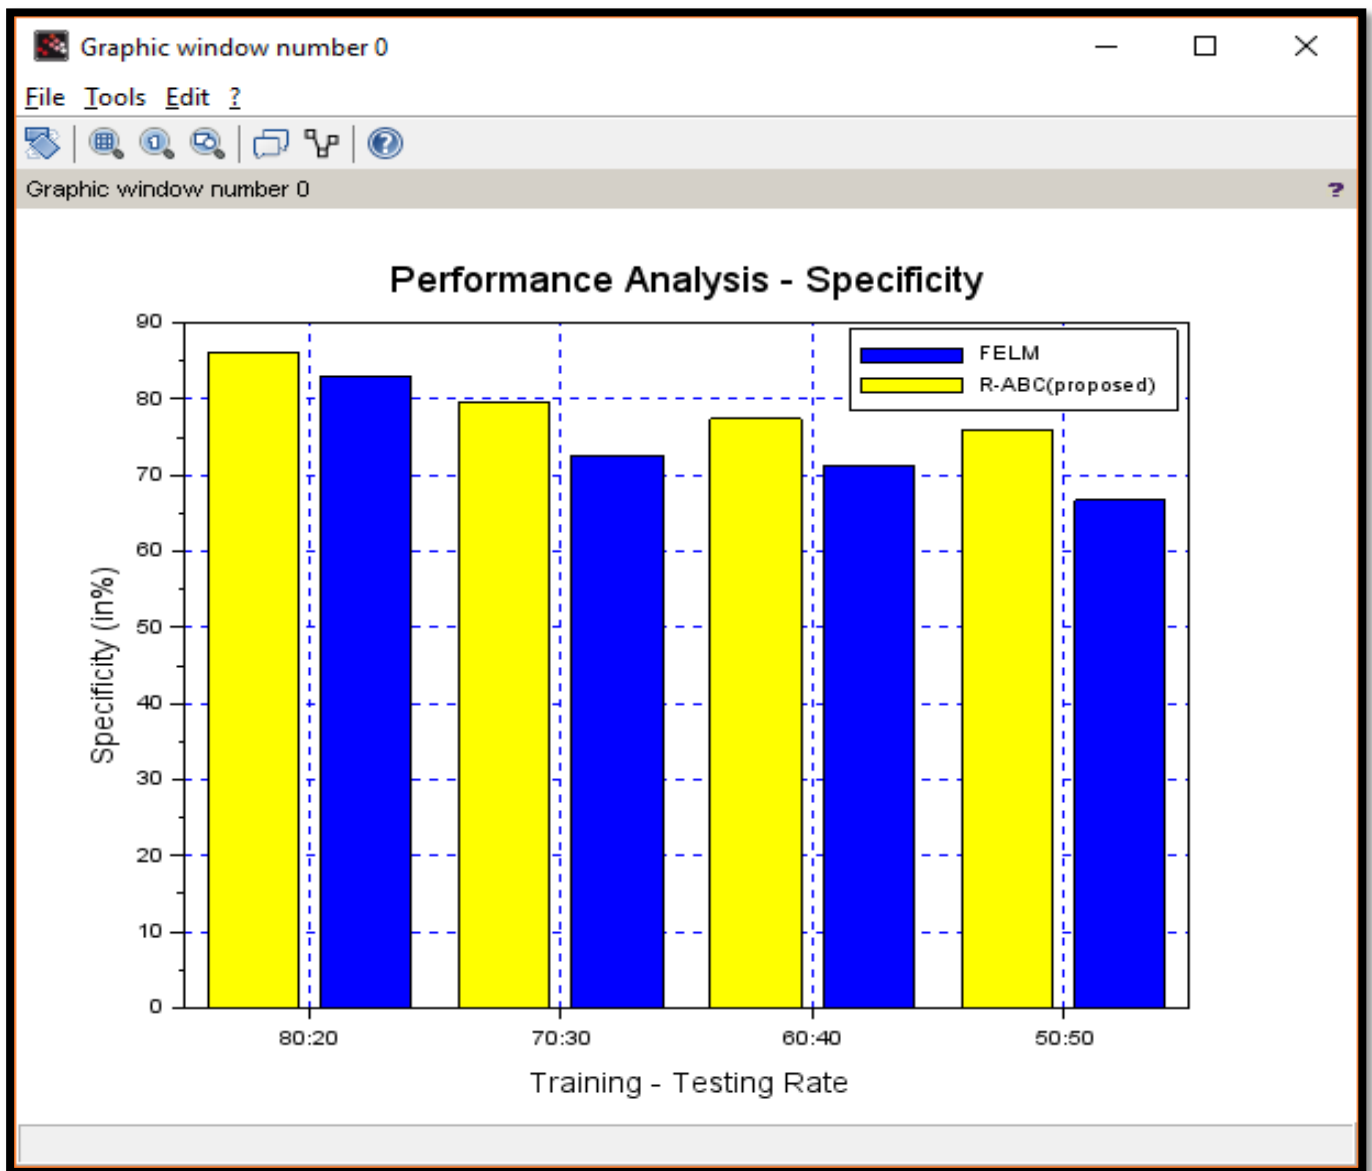 Graphic window number 0
File Tools Edit ?
Graphic window number 0 ?
Performance Analysis - Specificity
90
80
70
60
50
40
30
20
10
0
Specificity (in%)
FELM
R-ABC(proposed)
80:20 70:30 60:40 50:50
Training - Testing Rate